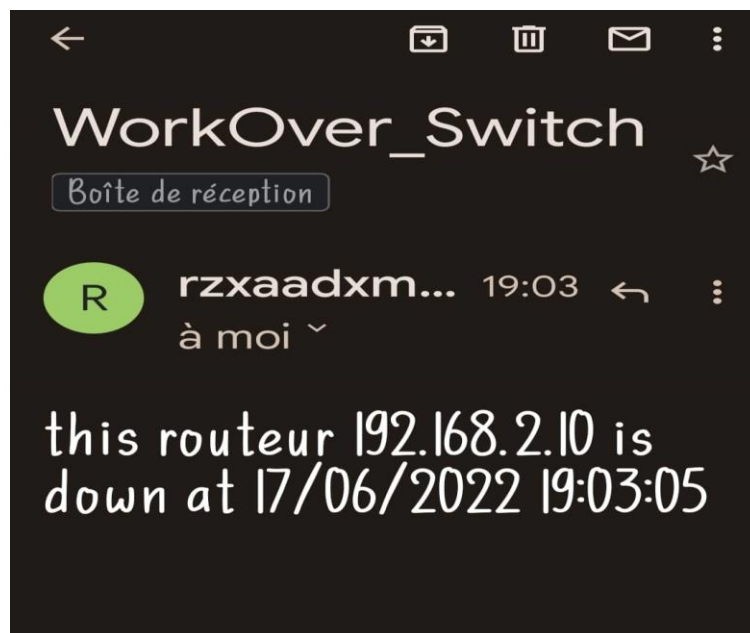 WorkOver_Switch
Boîte de réception
R
rzxaadxm... 19:03
à moi
this routeur 192.168.2.10 is
down at 17/06/2022 19:03:05